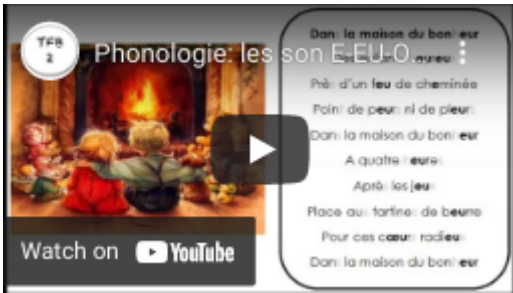 TFB
2
Phonologie: les son E-EU-O...
Dans la maison du bonheur
Près d'un feu de cheminée
Point de peurs ni de pleurs
Dans la maison du bonheur
A quatre heures
Après les jeux
Place aux tartines de beurre
Pour ces cœurs radieux
Dans la maison du bonheur
Watch on YouTube